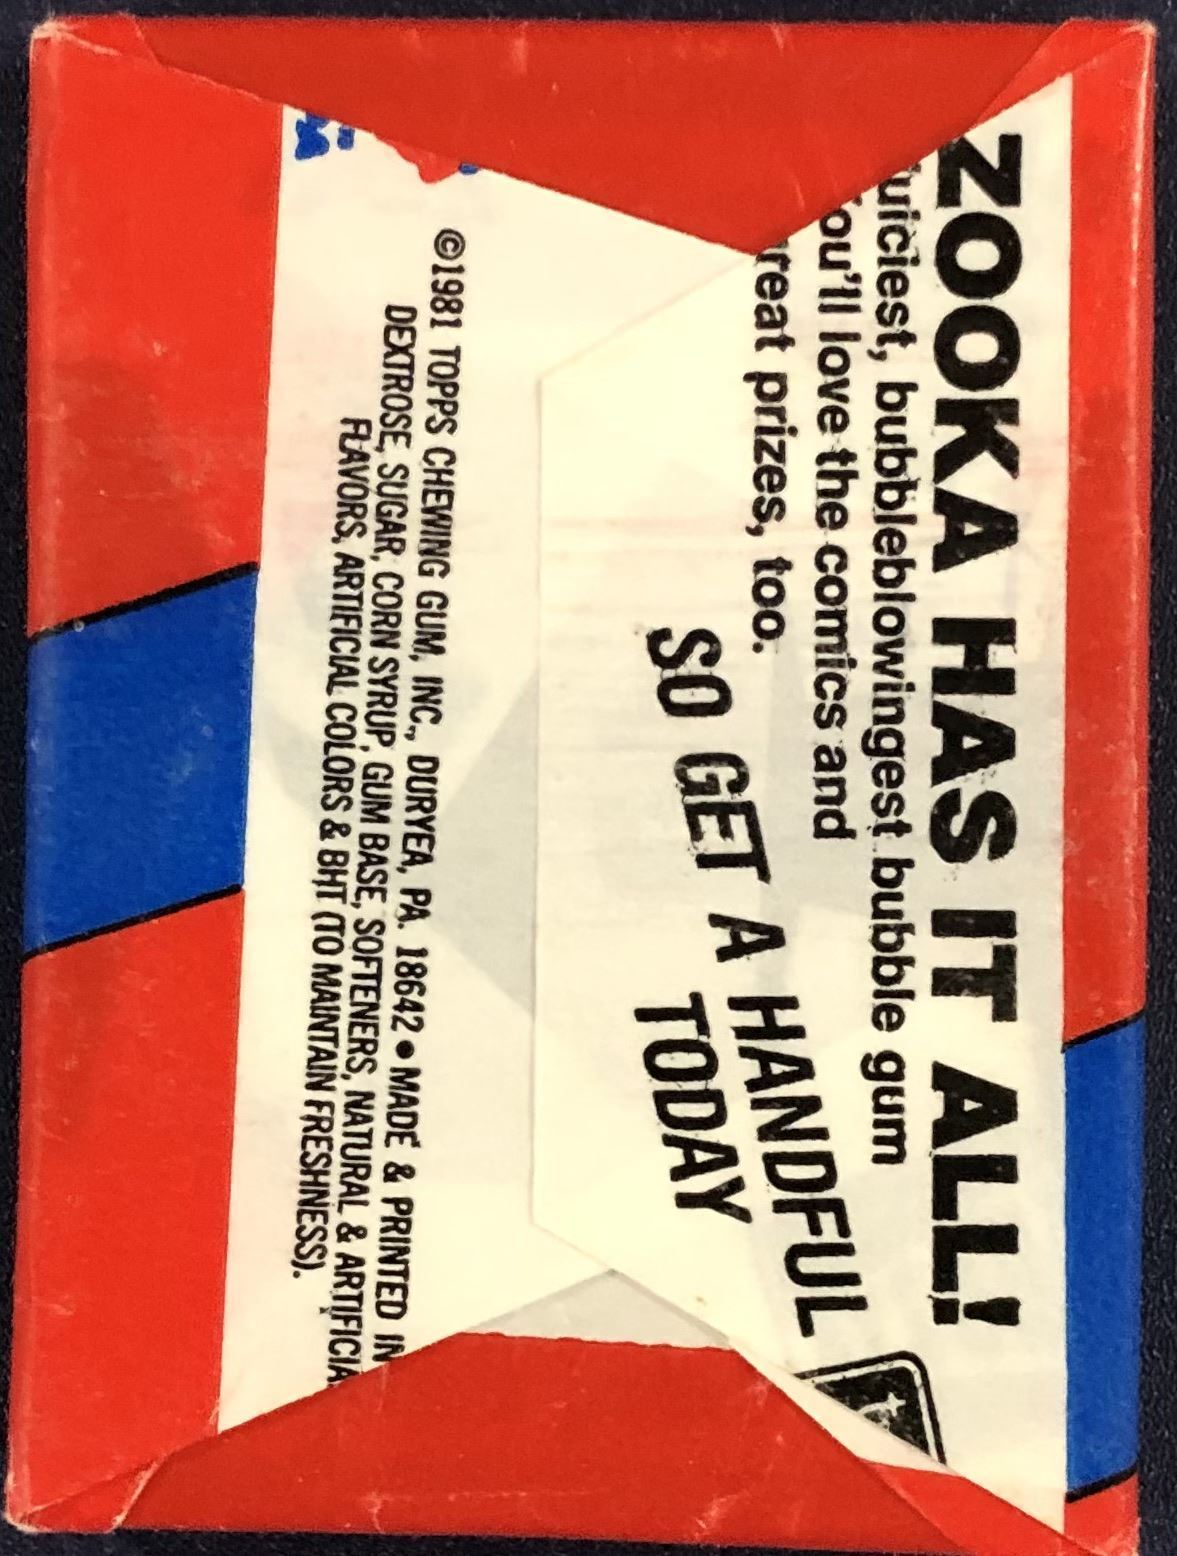 ZOOKA HAS IT ALL!
uiciest, bubbleblowingest bubble gum
ou'll love the comics and
reat prizes, too.
SO GET A HANDFUL
TODAY
©1981 TOPPS CHEWING GUM, INC., DURYEA, PA. 18642 • MADE & PRINTED IN
DEXTROSE, SUGAR, CORN SYRUP, GUM BASE, SOFTENERS, NATURAL & ARTIFICIA
FLAVORS, ARTIFICIAL COLORS & BHT (TO MAINTAIN FRESHNESS).